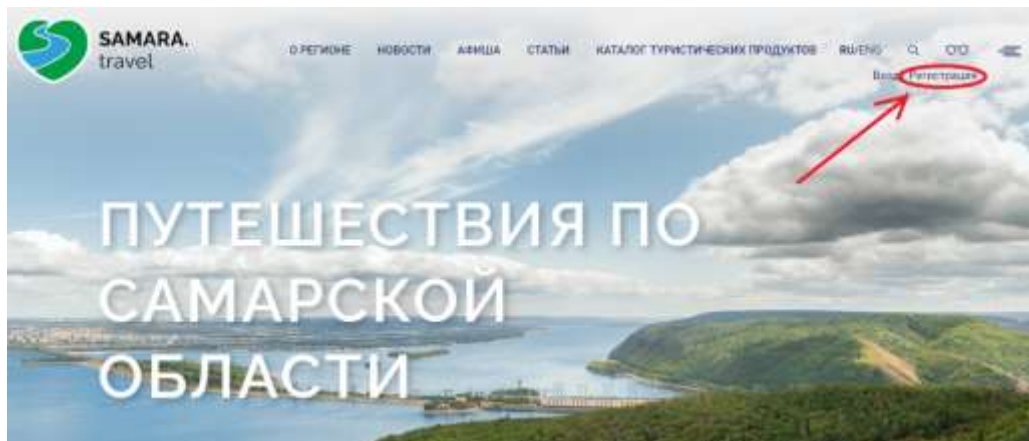 SAMARA.
travel
О РЕГИОНЕ НОВОСТИ АФИША СТАТЬИ КАТАЛОГ ТУРИСТИЧЕСКИХ ПРОДУКТОВ RU/ENG
Вход Регистрация
ПУТЕШЕСТВИЯ ПО
САМАРСКОЙ
ОБЛАСТИ